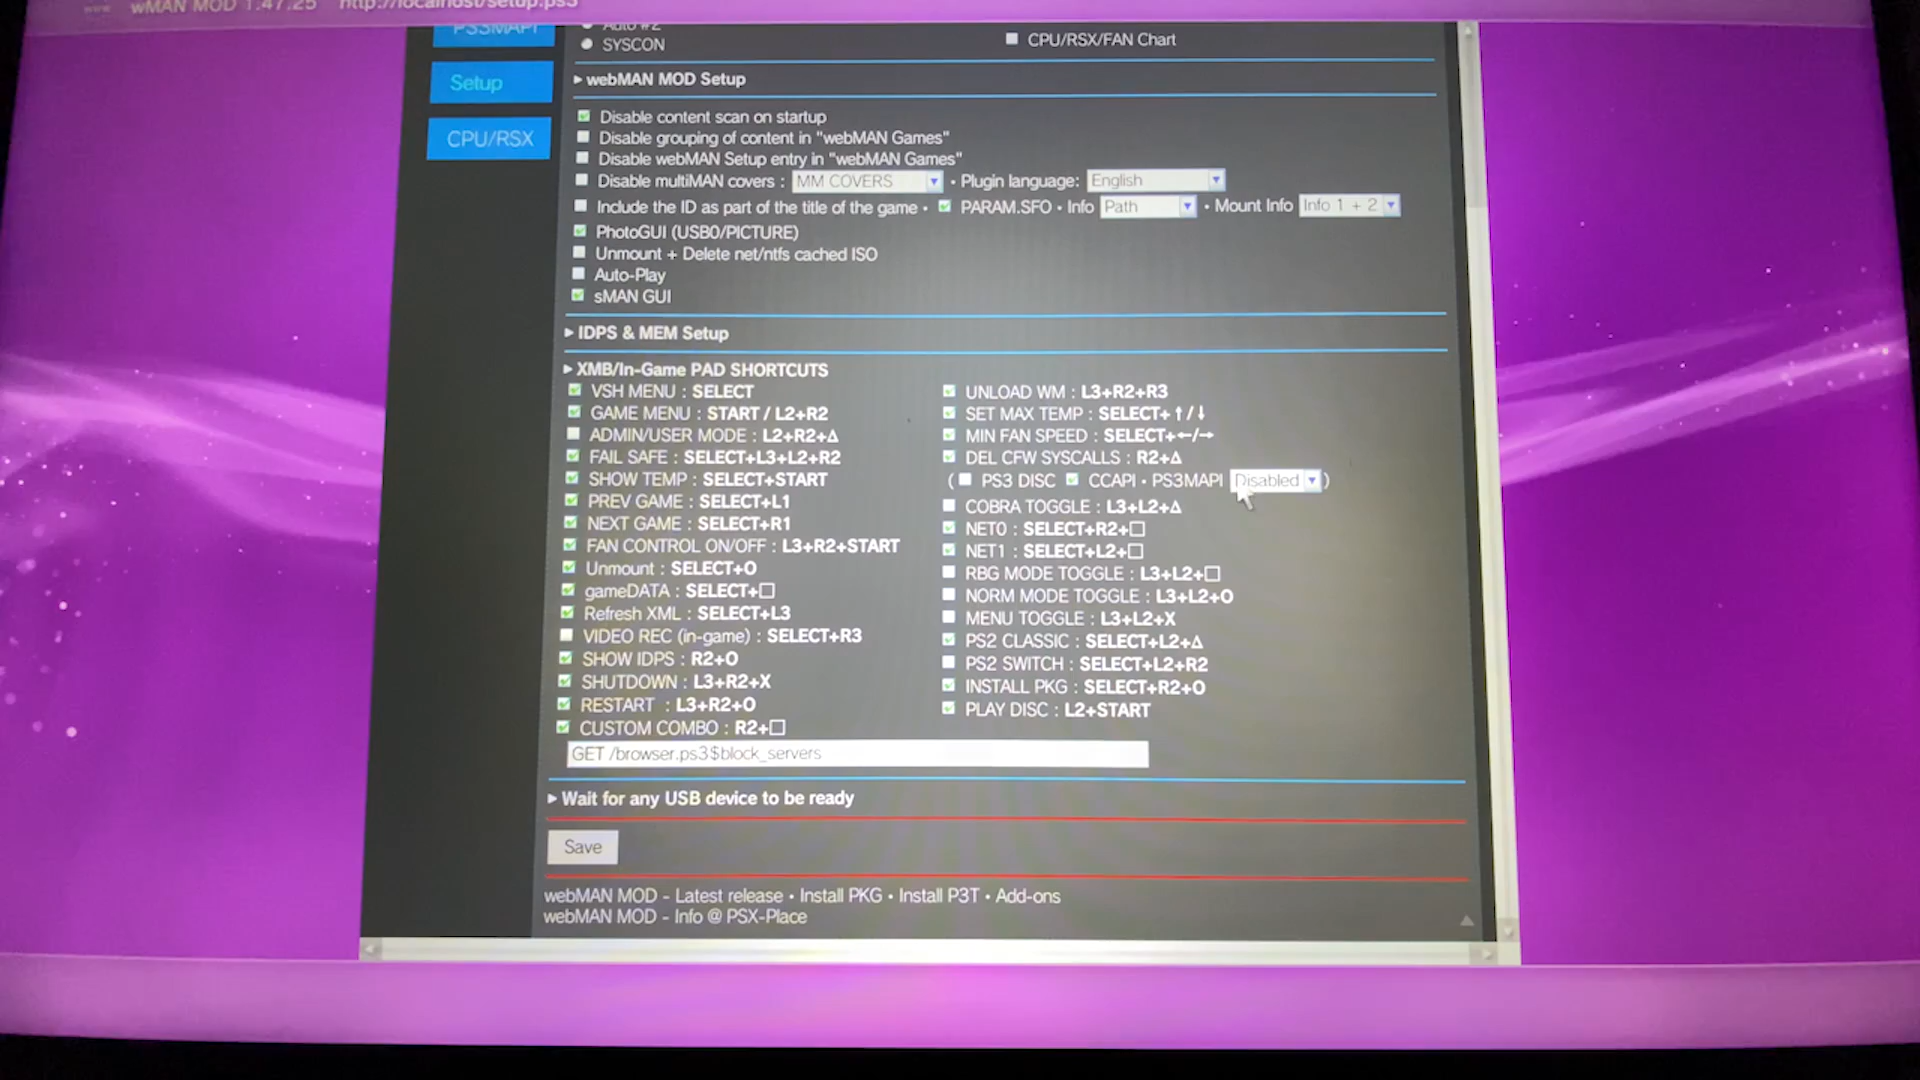 wMAN MOD 1.47.25 http://localhost/setup.ps3
PS3MAPI
Setup
CPU/RSX
Auto #2
SYSCON
CPU/RSX/FAN Chart
▸ webMAN MOD Setup
Disable content scan on startup
Disable grouping of content in "webMAN Games"
Disable webMAN Setup entry in "webMAN Games"
Disable multiMAN covers : MM COVERS • Plugin language: English
Include the ID as part of the title of the game • PARAM.SFO • Info Path • Mount Info Info 1 + 2
PhotoGUI (USB0/PICTURE)
Unmount + Delete net/ntfs cached ISO
Auto-Play
sMAN GUI
▸ IDPS & MEM Setup
▸ XMB/In-Game PAD SHORTCUTS
VSH MENU : SELECT
GAME MENU : START / L2+R2
ADMIN/USER MODE : L2+R2+Δ
FAIL SAFE : SELECT+L3+L2+R2
SHOW TEMP : SELECT+START
PREV GAME : SELECT+L1
NEXT GAME : SELECT+R1
FAN CONTROL ON/OFF : L3+R2+START
Unmount : SELECT+O
gameDATA : SELECT+□
Refresh XML : SELECT+L3
VIDEO REC (in-game) : SELECT+R3
SHOW IDPS : R2+O
SHUTDOWN : L3+R2+X
RESTART : L3+R2+O
CUSTOM COMBO : R2+□
GET /browser.ps3$block_servers
UNLOAD WM : L3+R2+R3
SET MAX TEMP : SELECT+↑/↓
MIN FAN SPEED : SELECT+←/→
DEL CFW SYSCALLS : R2+Δ
( PS3 DISC CCAPI • PS3MAPI Disabled )
COBRA TOGGLE : L3+L2+Δ
NET0 : SELECT+R2+□
NET1 : SELECT+L2+□
RBG MODE TOGGLE : L3+L2+□
NORM MODE TOGGLE : L3+L2+O
MENU TOGGLE : L3+L2+X
PS2 CLASSIC : SELECT+L2+Δ
PS2 SWITCH : SELECT+L2+R2
INSTALL PKG : SELECT+R2+O
PLAY DISC : L2+START
▸ Wait for any USB device to be ready
Save
webMAN MOD - Latest release • Install PKG • Install P3T • Add-ons
webMAN MOD - Info @ PSX-Place